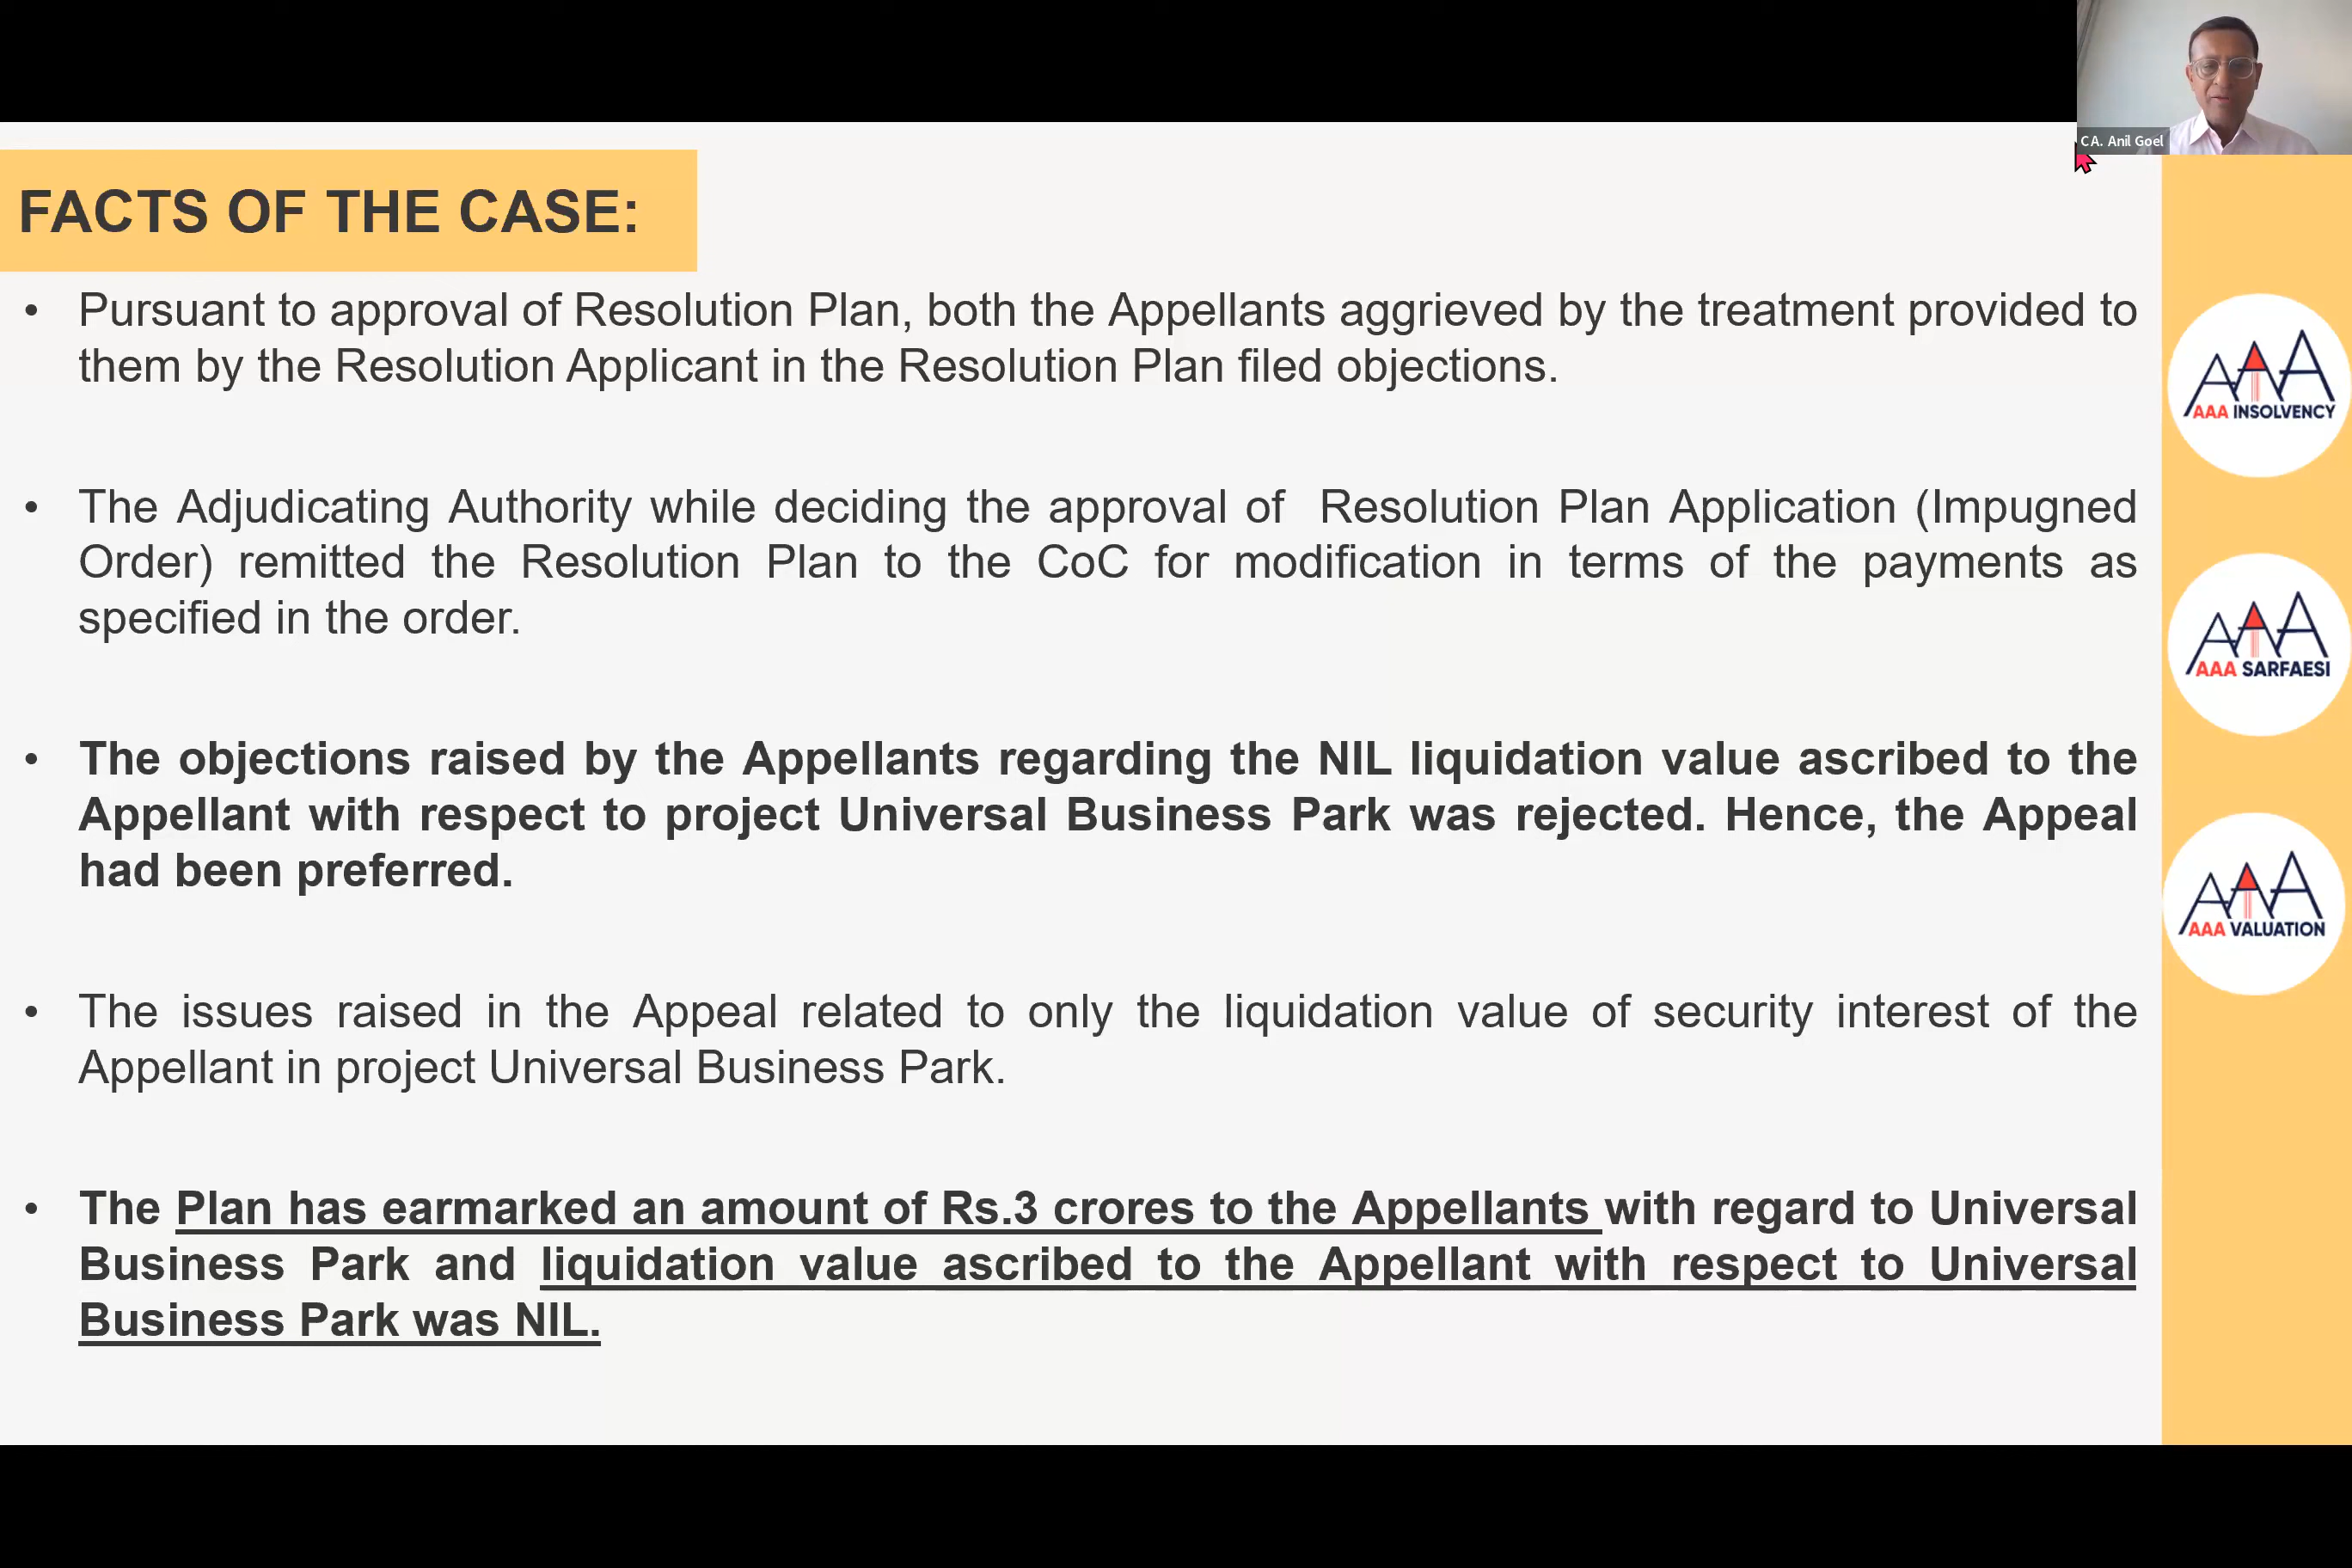 CA. Anil Goel
FACTS OF THE CASE:
• Pursuant to approval of Resolution Plan, both the Appellants aggrieved by the treatment provided to
them by the Resolution Applicant in the Resolution Plan filed objections.
• The Adjudicating Authority while deciding the approval of Resolution Plan Application (Impugned
Order) remitted the Resolution Plan to the CoC for modification in terms of the payments as
specified in the order.
• The objections raised by the Appellants regarding the NIL liquidation value ascribed to the
Appellant with respect to project Universal Business Park was rejected. Hence, the Appeal
had been preferred.
• The issues raised in the Appeal related to only the liquidation value of security interest of the
Appellant in project Universal Business Park.
• The Plan has earmarked an amount of Rs.3 crores to the Appellants with regard to Universal
Business Park and liquidation value ascribed to the Appellant with respect to Universal
Business Park was NIL.
AAA
AAA INSOLVENCY
AAA
AAA SARFAESI
AAA
AAA VALUATION